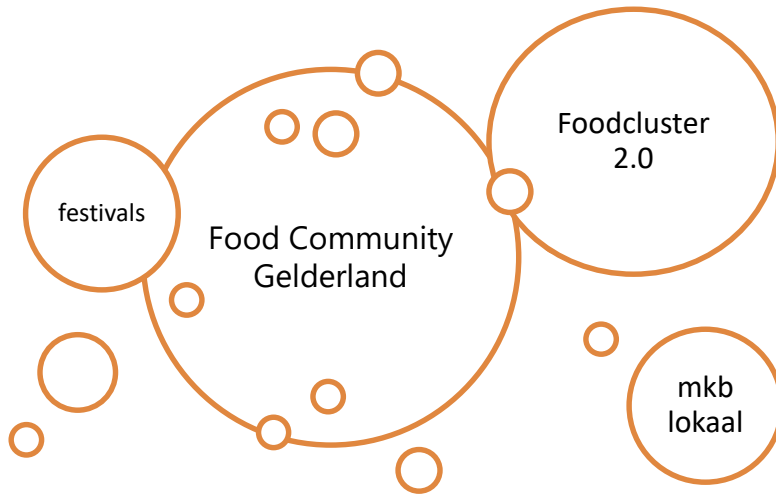 festivals
Food Community
Gelderland
Foodcluster
2.0
mkb
lokaal